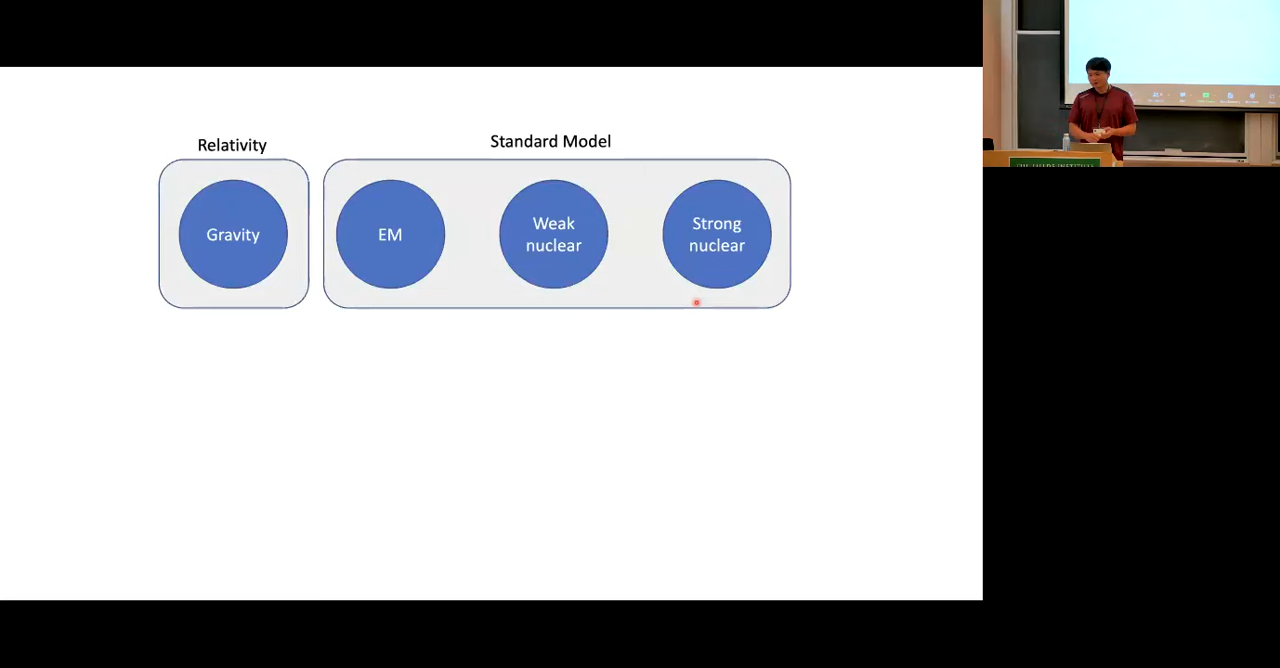 Relativity
Standard Model
Gravity
EM
Weak
nuclear
Strong
nuclear